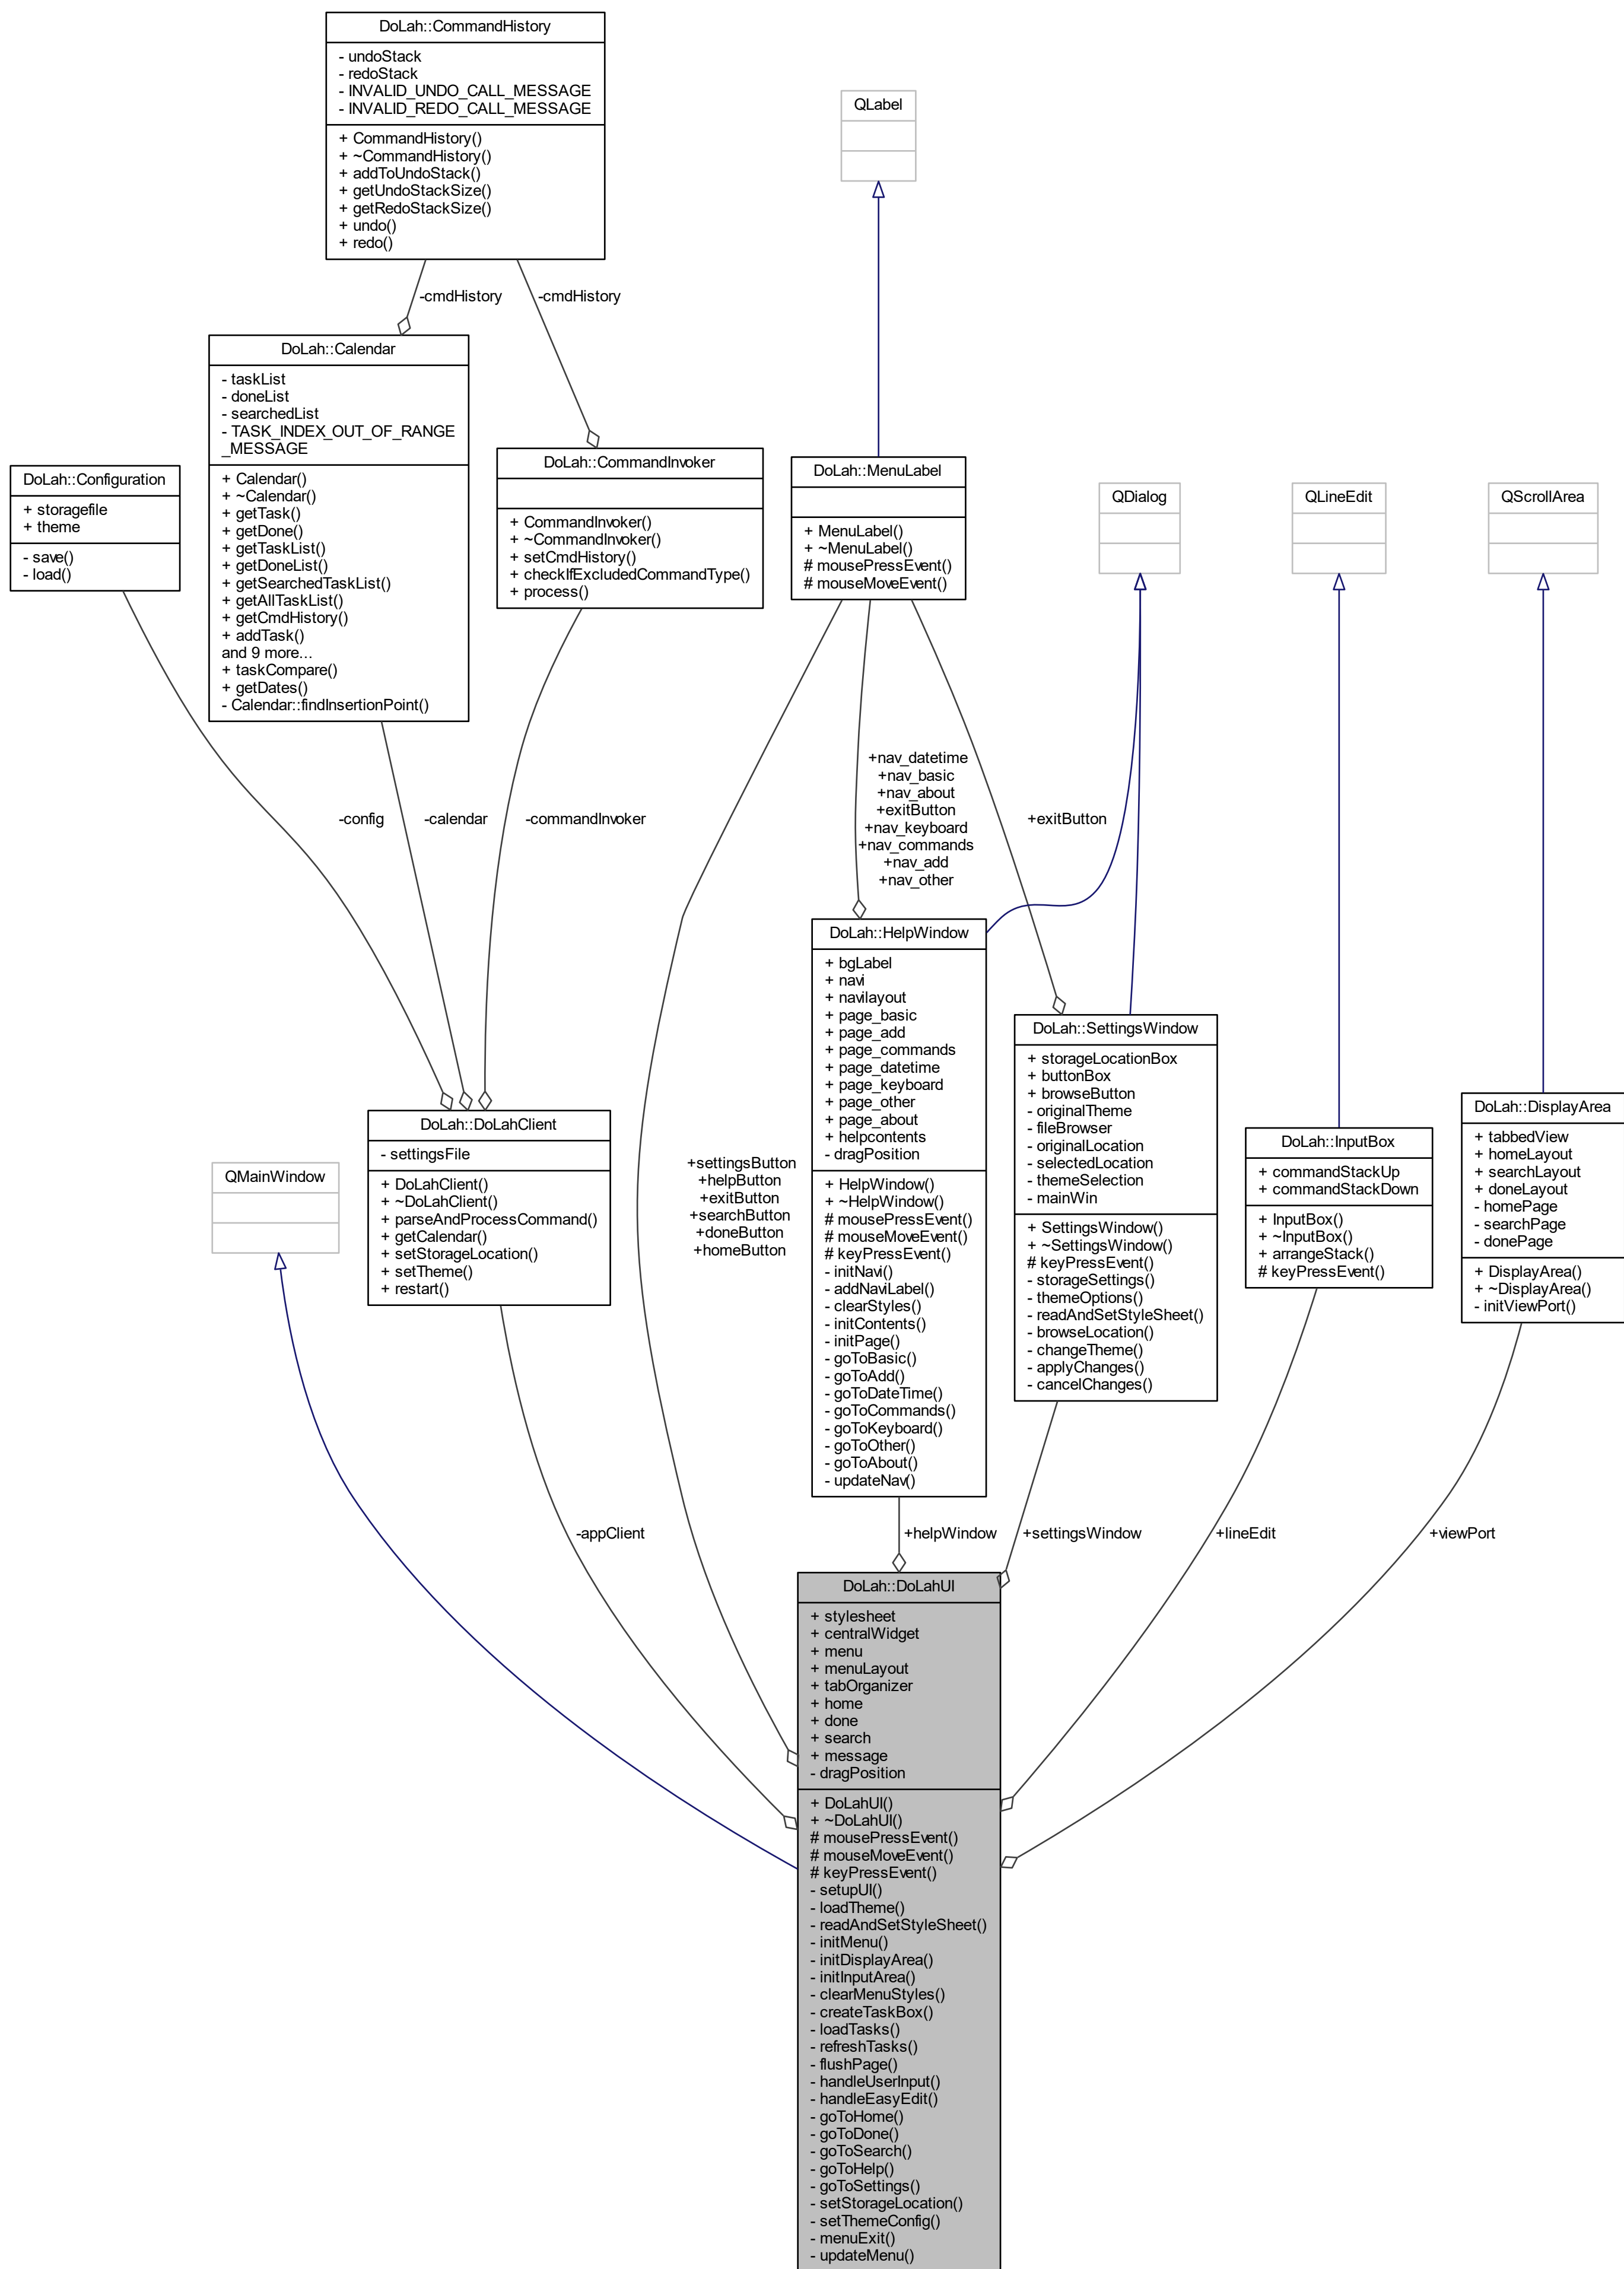 DoLah::CommandHistory
- undoStack
- redoStack
- INVALID_UNDO_CALL_MESSAGE
- INVALID_REDO_CALL_MESSAGE
+ CommandHistory()
+ ~CommandHistory()
+ addToUndoStack()
+ getUndoStackSize()
+ getRedoStackSize()
+ undo()
+ redo()
QLabel
-cmdHistory
-cmdHistory
DoLah::Calendar
- taskList
- doneList
- searchedList
- TASK_INDEX_OUT_OF_RANGE
_MESSAGE
+ Calendar()
+ ~Calendar()
+ getTask()
+ getDone()
+ getTaskList()
+ getDoneList()
+ getSearchedTaskList()
+ getAllTaskList()
+ getCmdHistory()
+ addTask()
and 9 more...
+ taskCompare()
+ getDates()
- Calendar::findInsertionPoint()
DoLah::Configuration
+ storagefile
+ theme
- save()
- load()
DoLah::CommandInvoker
+ CommandInvoker()
+ ~CommandInvoker()
+ setCmdHistory()
+ checkIfExcludedCommandType()
+ process()
DoLah::MenuLabel
+ MenuLabel()
+ ~MenuLabel()
# mousePressEvent()
# mouseMoveEvent()
QDialog
QLineEdit
QScrollArea
-config
-calendar
-commandInvoker
+nav_datetime
+nav_basic
+nav_about
+exitButton
+nav_keyboard
+nav_commands
+nav_add
+nav_other
+exitButton
DoLah::HelpWindow
+ bgLabel
+ navi
+ navilayout
+ page_basic
+ page_add
+ page_commands
+ page_datetime
+ page_keyboard
+ page_other
+ page_about
+ helpcontents
- dragPosition
+ HelpWindow()
+ ~HelpWindow()
# mousePressEvent()
# mouseMoveEvent()
# keyPressEvent()
- initNavi()
- addNaviLabel()
- clearStyles()
- initContents()
- initPage()
- goToBasic()
- goToAdd()
- goToDateTime()
- goToCommands()
- goToKeyboard()
- goToOther()
- goToAbout()
- updateNav()
DoLah::SettingsWindow
+ storageLocationBox
+ buttonBox
+ browseButton
- originalTheme
- fileBrowser
- originalLocation
- selectedLocation
- themeSelection
- mainWin
+ SettingsWindow()
+ ~SettingsWindow()
# keyPressEvent()
- storageSettings()
- themeOptions()
- readAndSetStyleSheet()
- browseLocation()
- changeTheme()
- applyChanges()
- cancelChanges()
DoLah::DisplayArea
+ tabbedView
+ homeLayout
+ searchLayout
+ doneLayout
- homePage
- searchPage
- donePage
+ DisplayArea()
+ ~DisplayArea()
- initViewPort()
DoLah::InputBox
+ commandStackUp
+ commandStackDown
+ InputBox()
+ ~InputBox()
+ arrangeStack()
# keyPressEvent()
DoLah::DoLahClient
- settingsFile
+ DoLahClient()
+ ~DoLahClient()
+ parseAndProcessCommand()
+ getCalendar()
+ setStorageLocation()
+ setTheme()
+ restart()
QMainWindow
+settingsButton
+helpButton
+exitButton
+searchButton
+doneButton
+homeButton
-appClient
+helpWindow
+settingsWindow
+lineEdit
+viewPort
DoLah::DoLahUI
+ stylesheet
+ centralWidget
+ menu
+ menuLayout
+ tabOrganizer
+ home
+ done
+ search
+ message
- dragPosition
+ DoLahUI()
+ ~DoLahUI()
# mousePressEvent()
# mouseMoveEvent()
# keyPressEvent()
- setupUI()
- loadTheme()
- readAndSetStyleSheet()
- initMenu()
- initDisplayArea()
- initInputArea()
- clearMenuStyles()
- createTaskBox()
- loadTasks()
- refreshTasks()
- flushPage()
- handleUserInput()
- handleEasyEdit()
- goToHome()
- goToDone()
- goToSearch()
- goToHelp()
- goToSettings()
- setStorageLocation()
- setThemeConfig()
- menuExit()
- updateMenu()